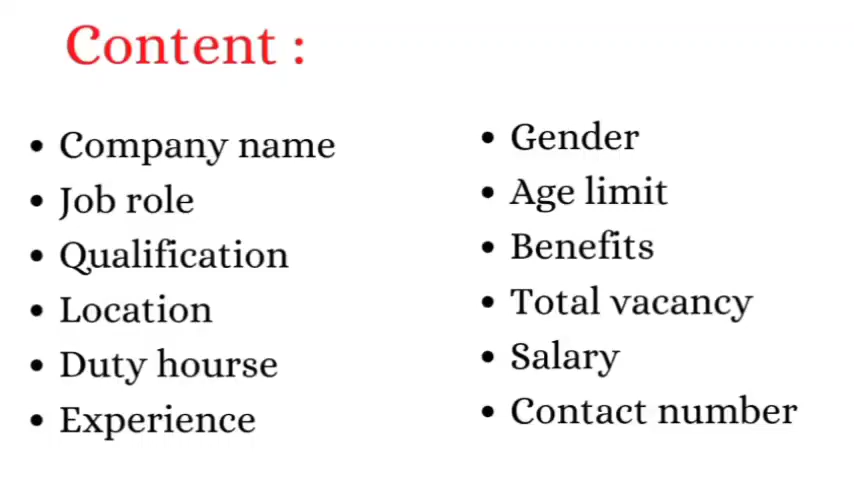 Content :
• Company name
• Job role
• Qualification
• Location
• Duty hourse
• Experience
• Gender
• Age limit
• Benefits
• Total vacancy
• Salary
• Contact number